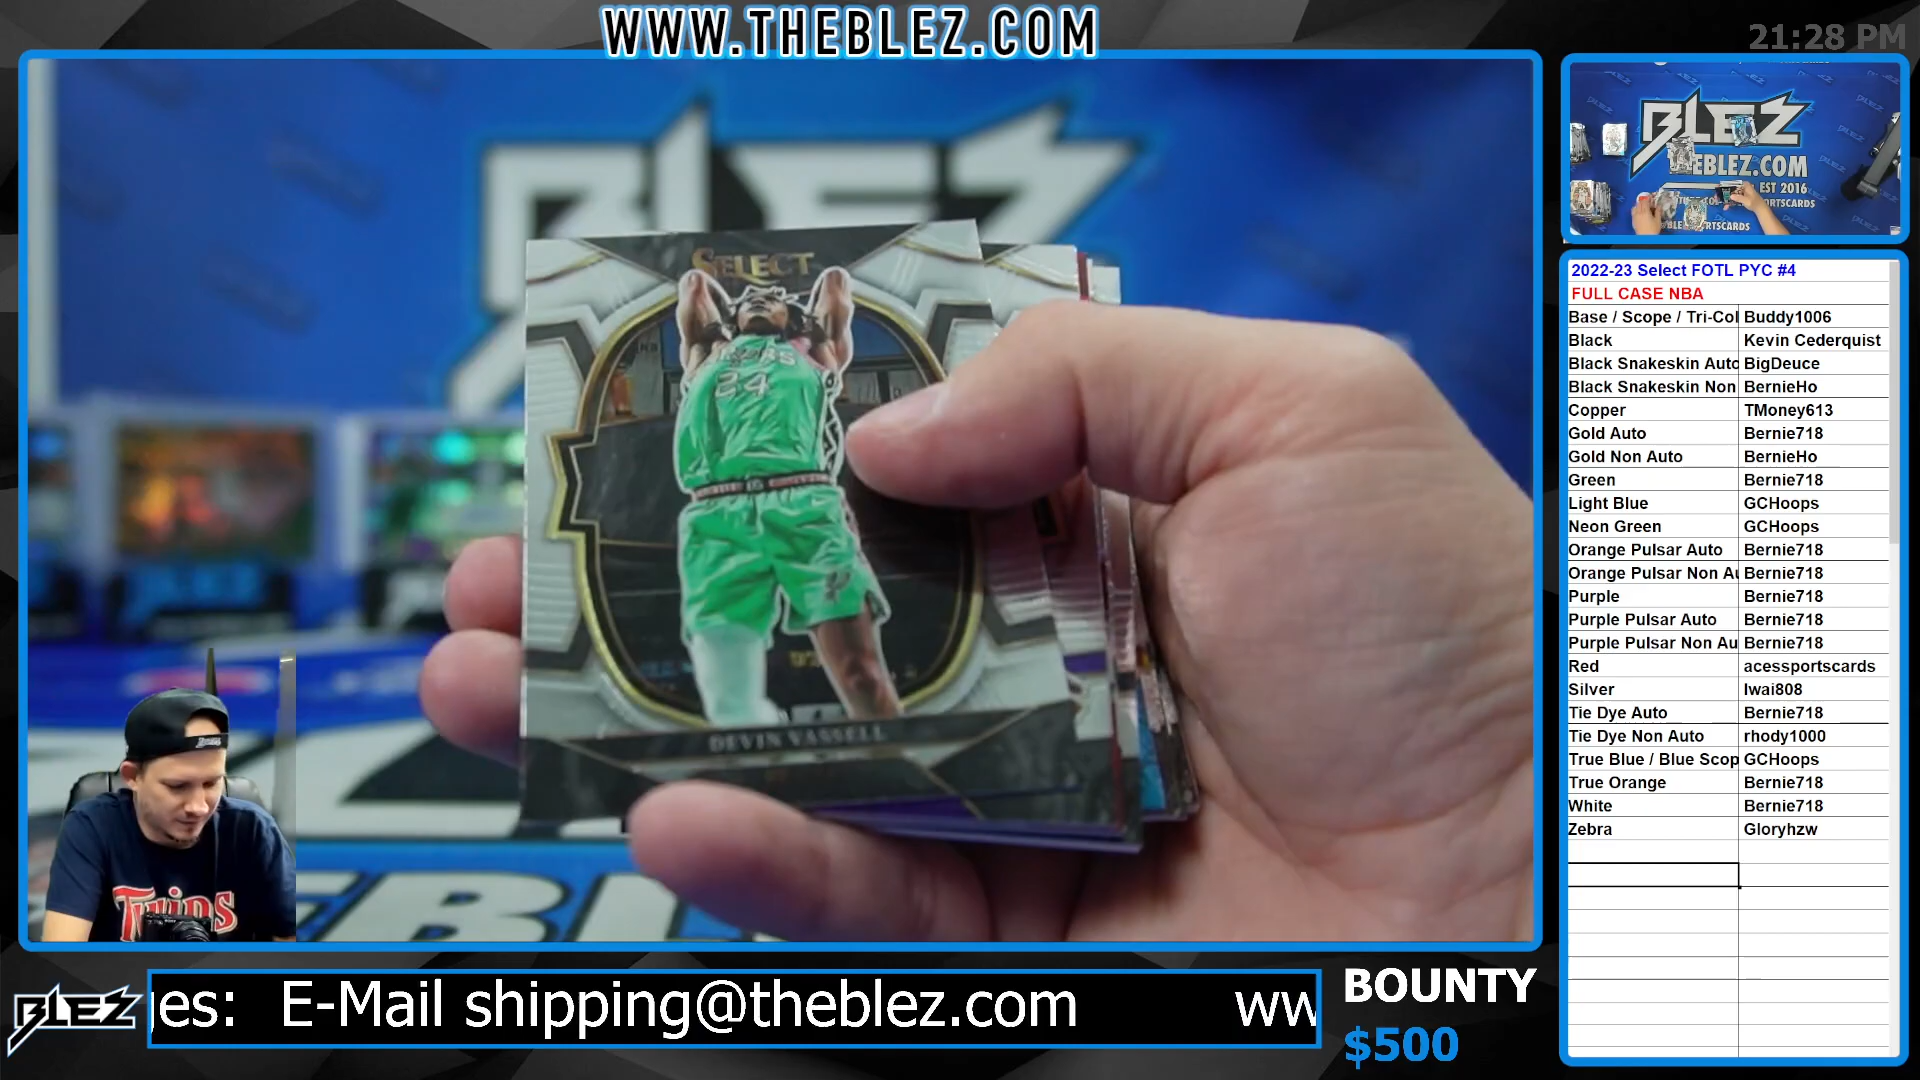 WWW.THEBLEZ.COM
21:28 PM
BLEZ
THEBLEZ.COM
EST 2016
SELECT
24
DEVIN VASSELL
Twins
2022-23 Select FOTL PYC #4
FULL CASE NBA
Base / Scope / Tri-Col Buddy1006
Black Kevin Cederquist
Black Snakeskin Auto BigDeuce
Black Snakeskin Non BernieHo
Copper TMoney613
Gold Auto Bernie718
Gold Non Auto BernieHo
Green Bernie718
Light Blue GCHoops
Neon Green GCHoops
Orange Pulsar Auto Bernie718
Orange Pulsar Non Au Bernie718
Purple Bernie718
Purple Pulsar Auto Bernie718
Purple Pulsar Non Au Bernie718
Red acessportscards
Silver Iwai808
Tie Dye Auto Bernie718
Tie Dye Non Auto rhody1000
True Blue / Blue Scop GCHoops
True Orange Bernie718
White Bernie718
Zebra Gloryhzw
BLEZ
ges: E-Mail shipping@theblez.com ww
BOUNTY
$500